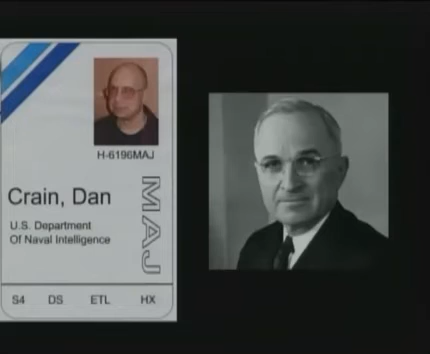 H-6196MAJ
Crain, Dan
U.S. Department
Of Naval Intelligence
MAJ
S4 DS ETL HX